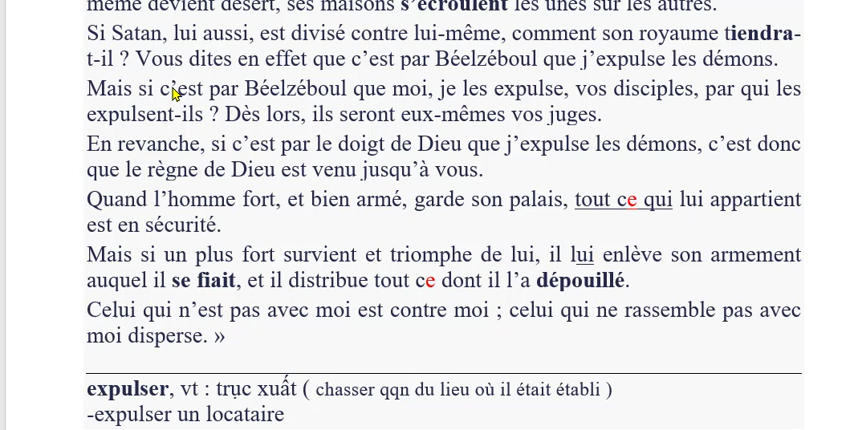 même devient désert, ses maisons s’écroulent les unes sur les autres.
Si Satan, lui aussi, est divisé contre lui-même, comment son royaume tiendra-
t-il ? Vous dites en effet que c’est par Béelzéboul que j’expulse les démons.
Mais si c’est par Béelzéboul que moi, je les expulse, vos disciples, par qui les
expulsent-ils ? Dès lors, ils seront eux-mêmes vos juges.
En revanche, si c’est par le doigt de Dieu que j’expulse les démons, c’est donc
que le règne de Dieu est venu jusqu’à vous.
Quand l’homme fort, et bien armé, garde son palais, tout ce qui lui appartient
est en sécurité.
Mais si un plus fort survient et triomphe de lui, il lui enlève son armement
auquel il se fiait, et il distribue tout ce dont il l’a dépouillé.
Celui qui n’est pas avec moi est contre moi ; celui qui ne rassemble pas avec
moi disperse. »
expulser, vt : trục xuất ( chasser qqn du lieu où il était établi )
-expulser un locataire